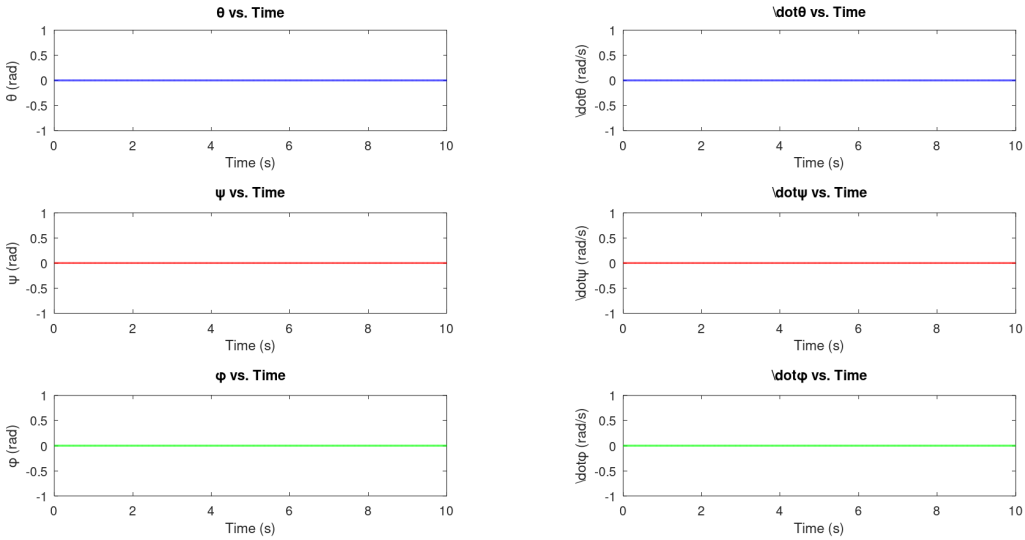 θ vs. Time
θ (rad)
1
0.5
0
-0.5
-1
0 2 4 6 8 10
Time (s)
\dotθ vs. Time
\dotθ (rad/s)
1
0.5
0
-0.5
-1
0 2 4 6 8 10
Time (s)
ψ vs. Time
ψ (rad)
1
0.5
0
-0.5
-1
0 2 4 6 8 10
Time (s)
\dotψ vs. Time
\dotψ (rad/s)
1
0.5
0
-0.5
-1
0 2 4 6 8 10
Time (s)
φ vs. Time
φ (rad)
1
0.5
0
-0.5
-1
0 2 4 6 8 10
Time (s)
\dotφ vs. Time
\dotφ (rad/s)
1
0.5
0
-0.5
-1
0 2 4 6 8 10
Time (s)